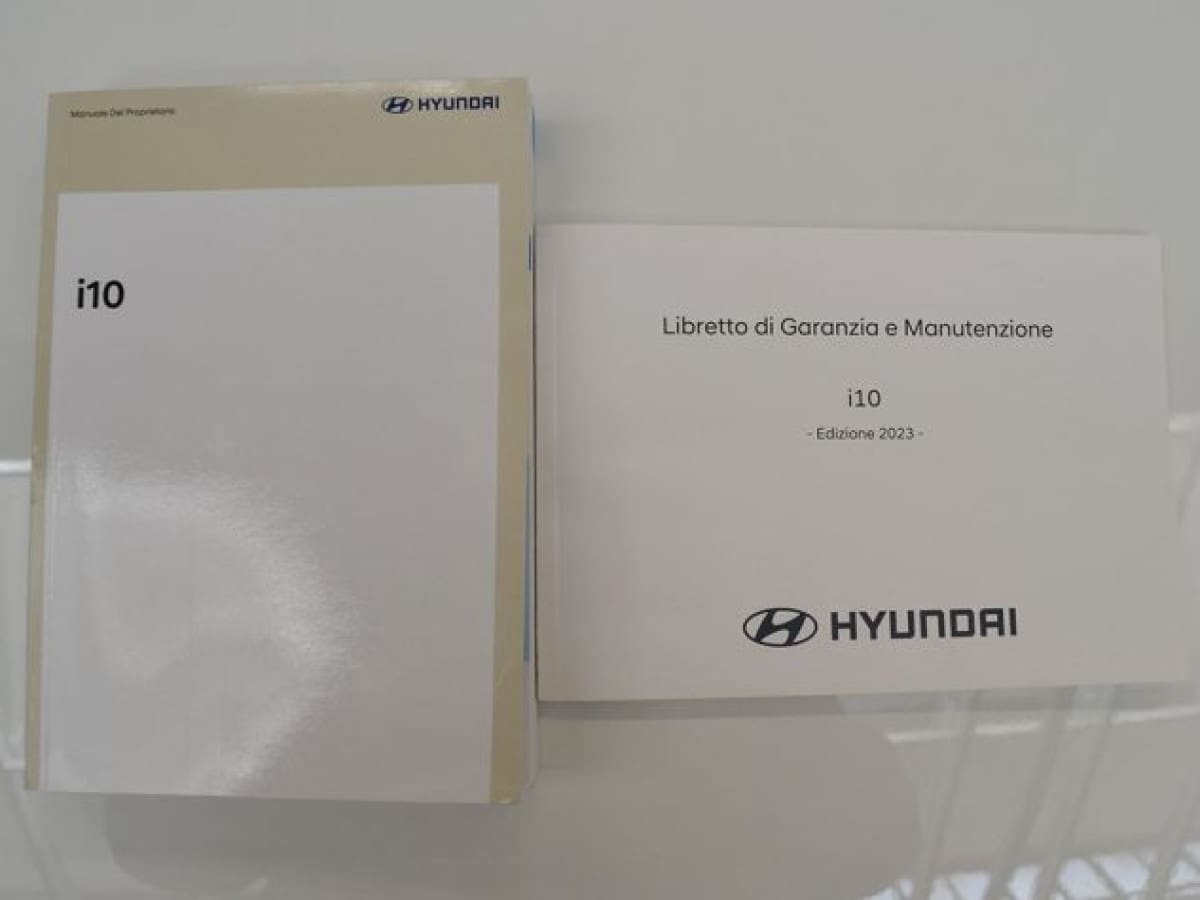 Manuale Del Proprietario
HYUNDAI
i10
Libretto di Garanzia e Manutenzione
i10
- Edizione 2023 -
HYUNDAI